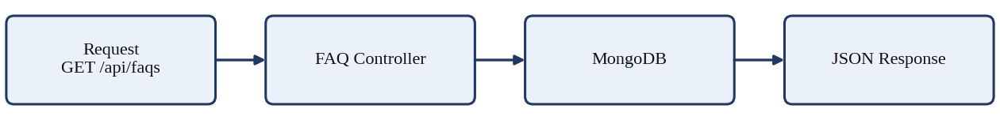 Request
GET /api/faqs
FAQ Controller
MongoDB
JSON Response